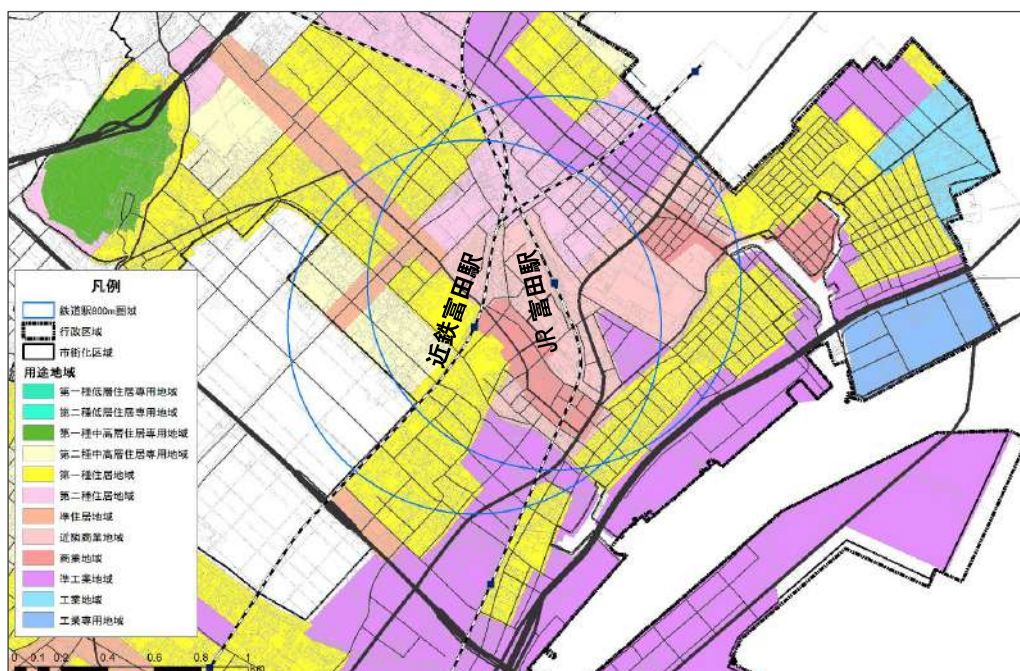 近鉄富田駅
JR 富田駅
凡例
鉄道駅800m圏域
行政区域
市街化区域
用途地域
第一種低層住居専用地域
第二種低層住居専用地域
第一種中高層住居専用地域
第二種中高層住居専用地域
第一種住居地域
第二種住居地域
準住居地域
近隣商業地域
商業地域
準工業地域
工業地域
工業専用地域
0 0.1 0.2 0.4 0.6 0.8 1